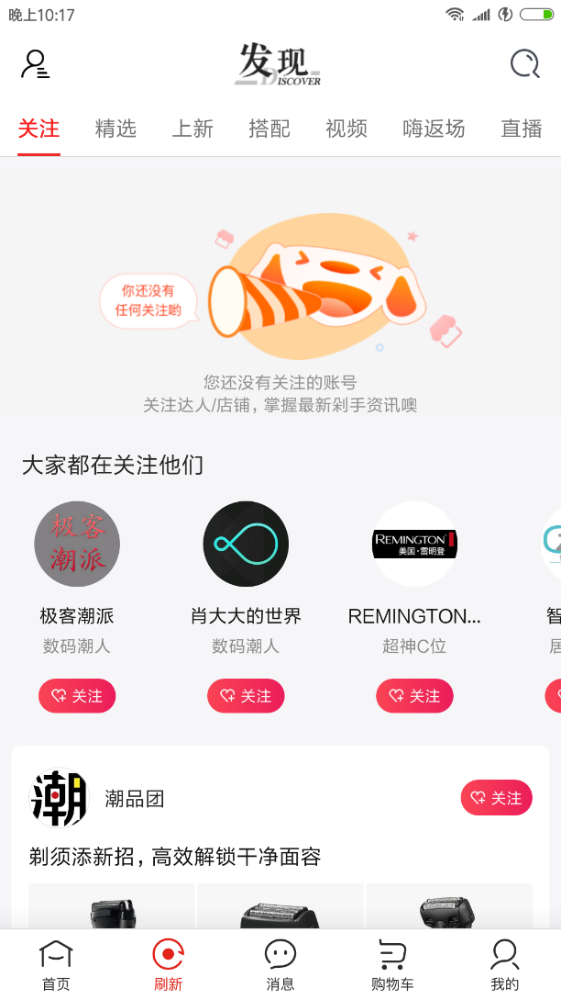 晚上10:17
发现
DISCOVER
关注 精选 上新 搭配 视频 嗨返场 直播
你还没有
任何关注哟
您还没有关注的账号
关注达人/店铺，掌握最新剁手资讯噢
大家都在关注他们
极客
潮派
REMINGTON
美国·雷明登
极客潮派 肖大大的世界 REMINGTON... 智
数码潮人 数码潮人 超神C位 居
关注 关注 关注
潮
潮品团
关注
剃须添新招，高效解锁干净面容
首页 刷新 消息 购物车 我的